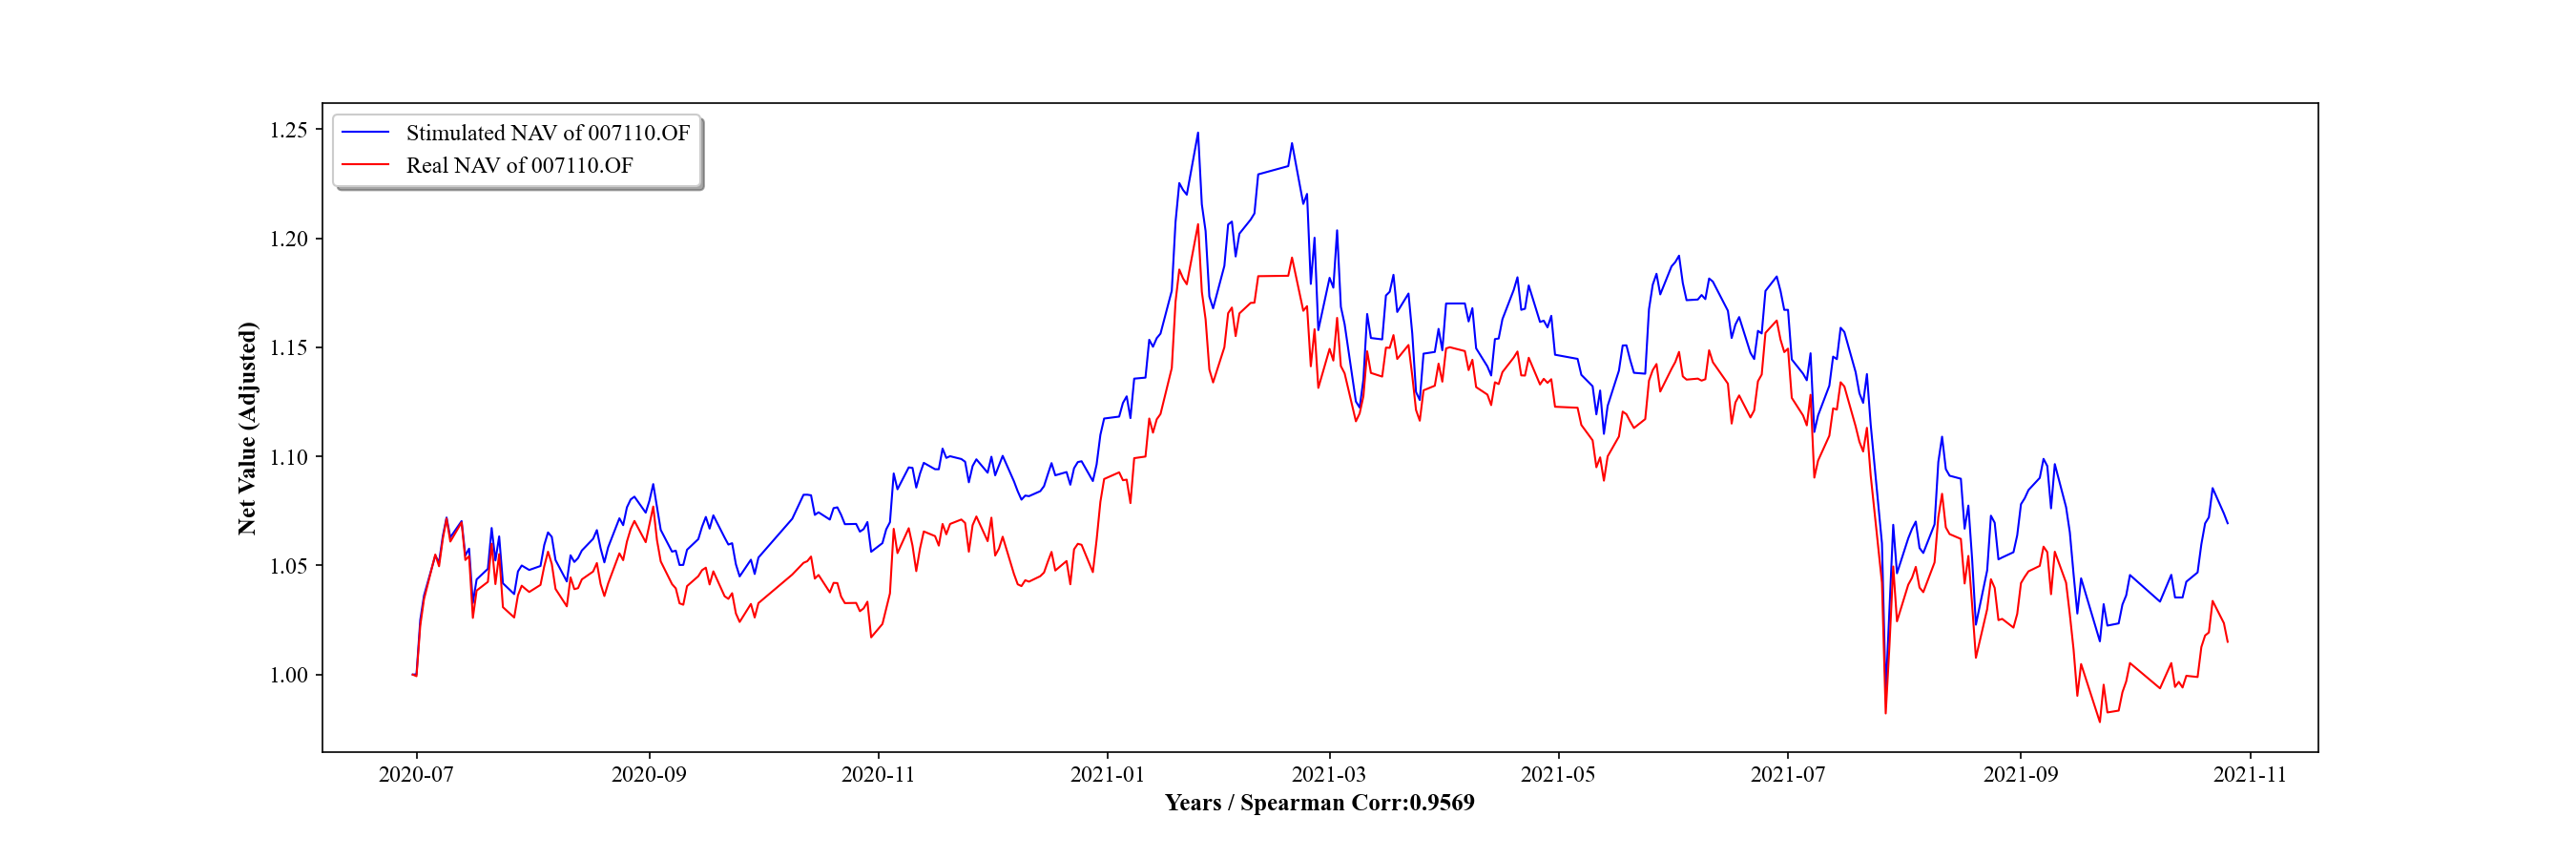 Stimulated NAV of 007110.OF
Real NAV of 007110.OF
1.25
1.20
1.15
1.10
1.05
1.00
Net Value (Adjusted)
2020-07 2020-09 2020-11 2021-01 2021-03 2021-05 2021-07 2021-09 2021-11
Years / Spearman Corr:0.9569